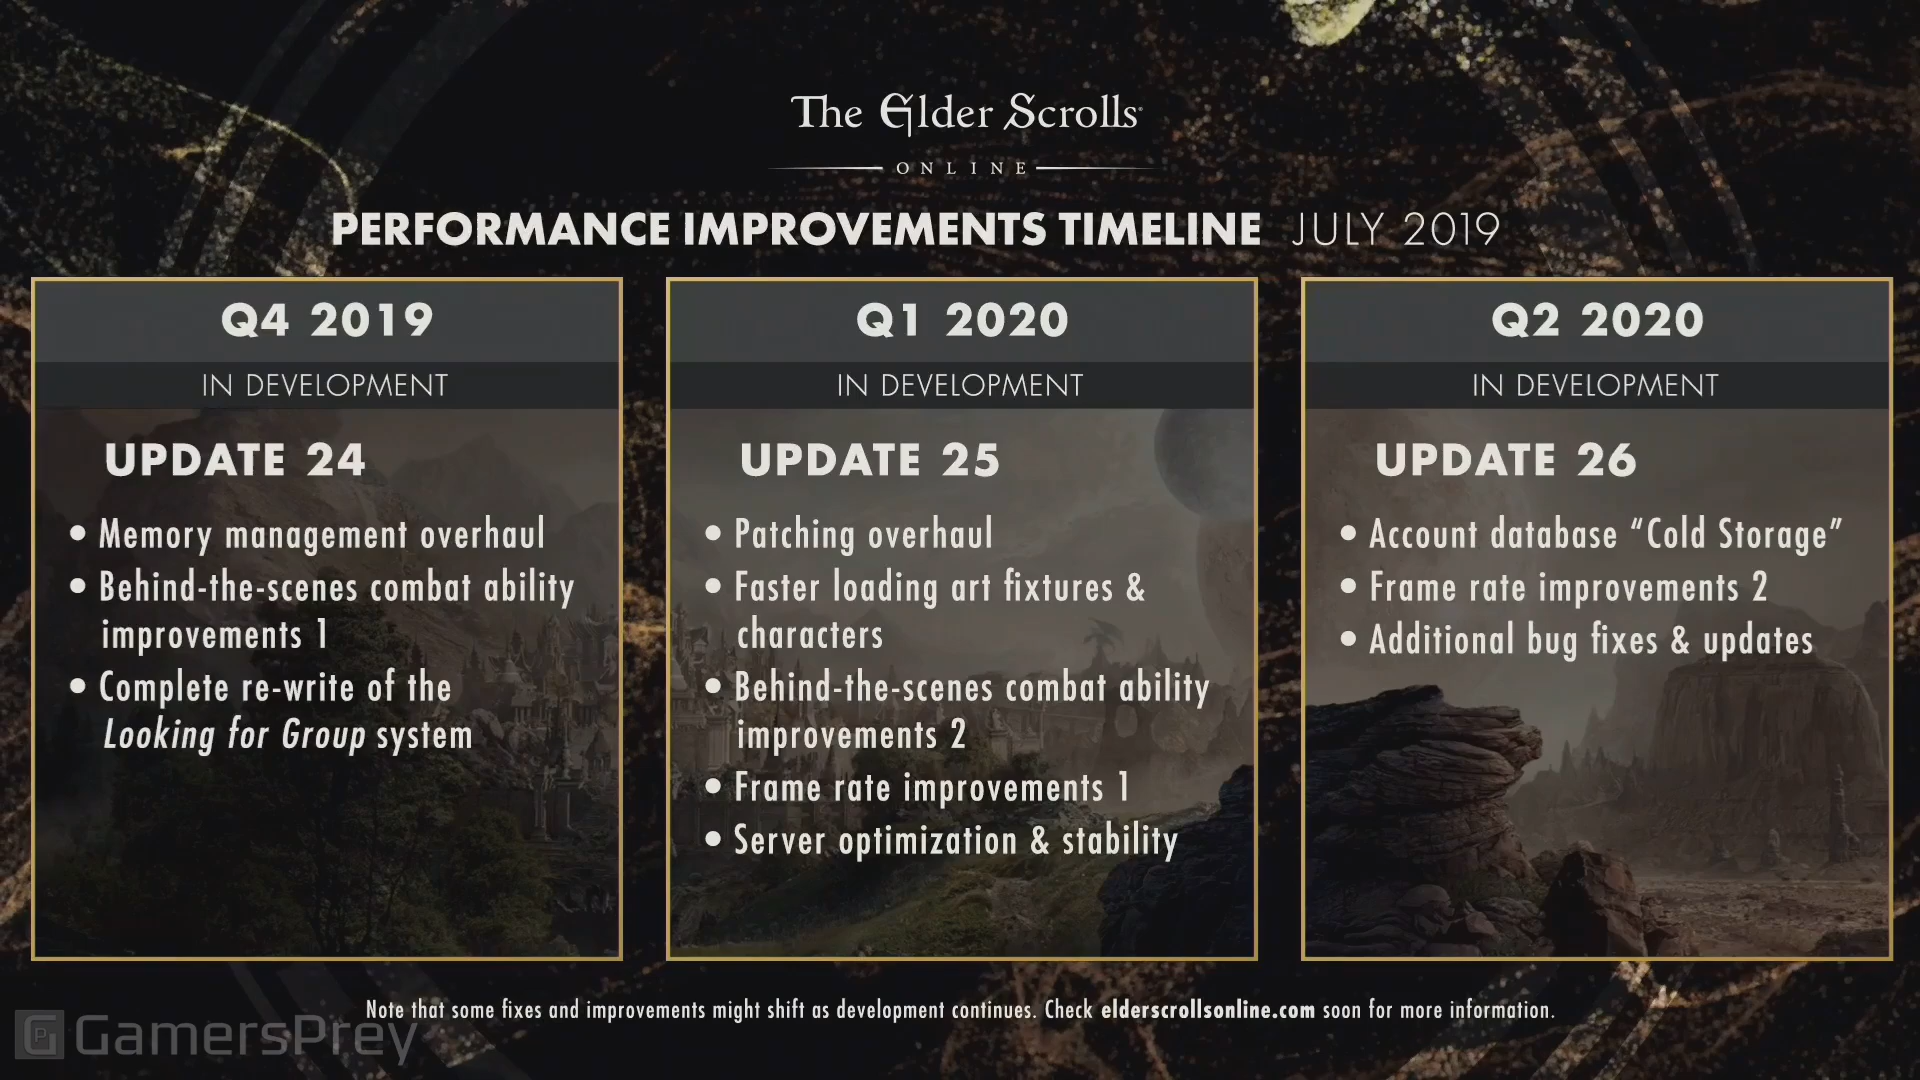 The Elder Scrolls
ONLINE
PERFORMANCE IMPROVEMENTS TIMELINE JULY 2019
Q4 2019
IN DEVELOPMENT
UPDATE 24
• Memory management overhaul
• Behind-the-scenes combat ability
improvements 1
• Complete re-write of the
Looking for Group system
Q1 2020
IN DEVELOPMENT
UPDATE 25
• Patching overhaul
• Faster loading art fixtures &
characters
• Behind-the-scenes combat ability
improvements 2
• Frame rate improvements 1
• Server optimization & stability
Q2 2020
IN DEVELOPMENT
UPDATE 26
• Account database “Cold Storage”
• Frame rate improvements 2
• Additional bug fixes & updates
Note that some fixes and improvements might shift as development continues. Check elderscrollsonline.com soon for more information.
GamersPrey